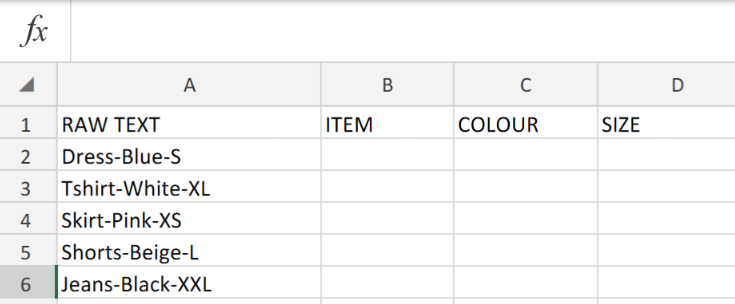 fx
A B C D
1 RAW TEXT ITEM COLOUR SIZE
2 Dress-Blue-S
3 Tshirt-White-XL
4 Skirt-Pink-XS
5 Shorts-Beige-L
6 Jeans-Black-XXL